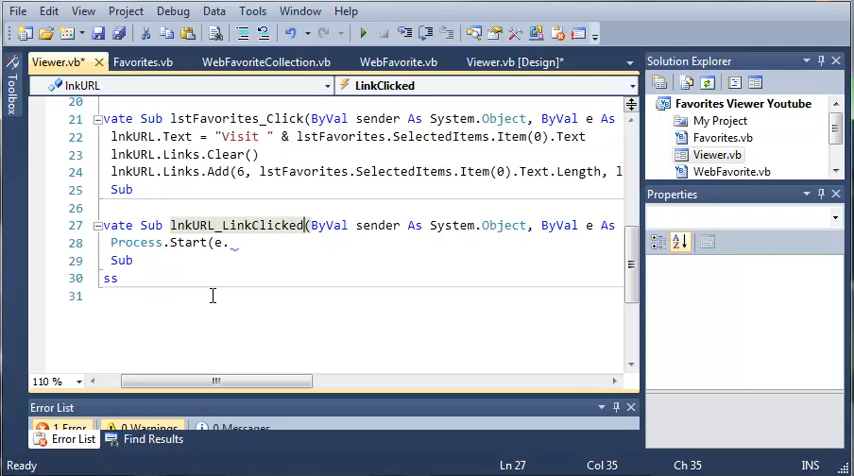 File Edit View Project Debug Data Tools Window Help
Viewer.vb* Favorites.vb WebFavoriteCollection.vb WebFavorite.vb Viewer.vb [Design]*
lnkURL LinkClicked
20
21 vate Sub lstFavorites_Click(ByVal sender As System.Object, ByVal e As
22 lnkURL.Text = "Visit " & lstFavorites.SelectedItems.Item(0).Text
23 lnkURL.Links.Clear()
24 lnkURL.Links.Add(6, lstFavorites.SelectedItems.Item(0).Text.Length, l
25 Sub
26
27 vate Sub lnkURL_LinkClicked(ByVal sender As System.Object, ByVal e As
28 Process.Start(e.
29 Sub
30 ss
31
110 %
Toolbox
Solution Explorer
Favorites Viewer Youtube
My Project
Favorites.vb
Viewer.vb
WebFavorite.vb
Properties
Error List
1 Error 0 Warnings 0 Messages
Error List Find Results
Ready Ln 27 Col 35 Ch 35 INS